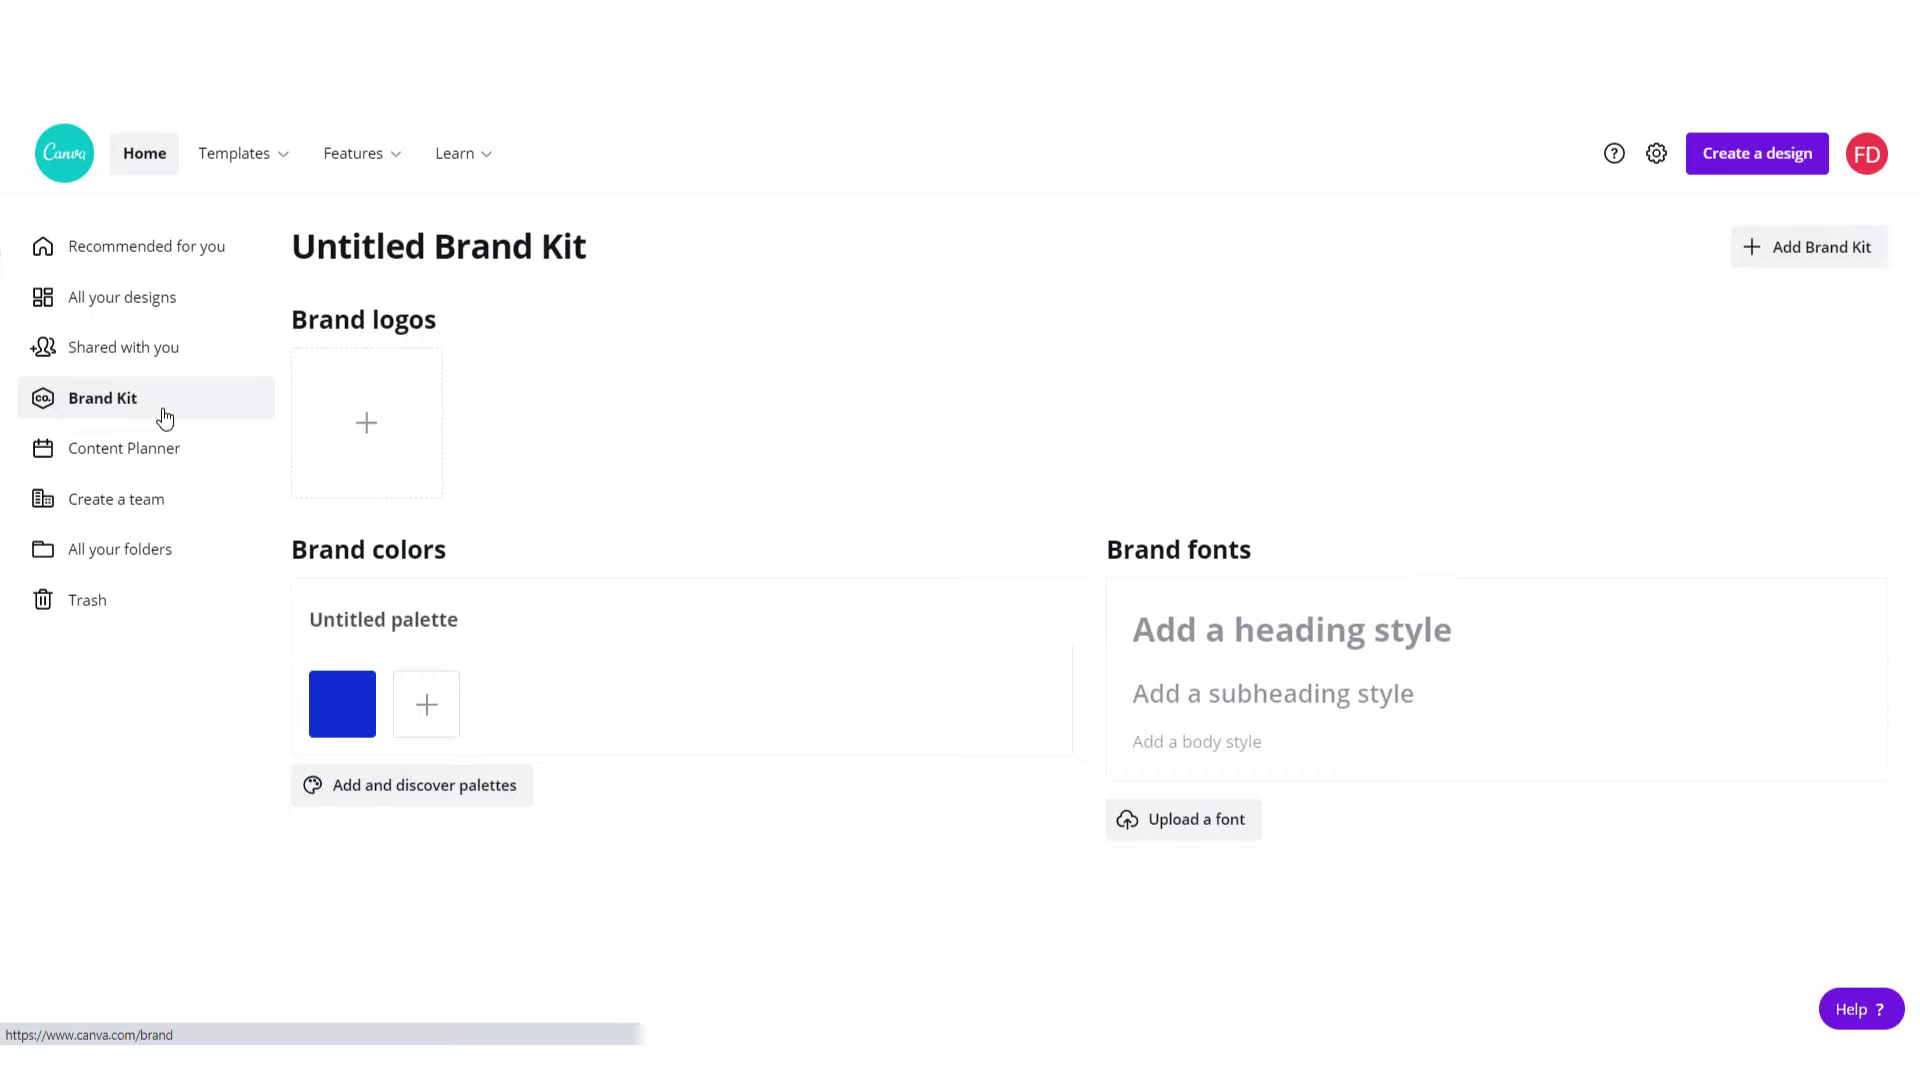 Canva
Home
Templates
Features
Learn
Create a design
FD
Recommended for you
All your designs
Shared with you
CO.
Brand Kit
Content Planner
Create a team
All your folders
Trash
Untitled Brand Kit
Add Brand Kit
Brand logos
Brand colors
Untitled palette
Add and discover palettes
Brand fonts
Add a heading style
Add a subheading style
Add a body style
Upload a font
Help ?
https://www.canva.com/brand